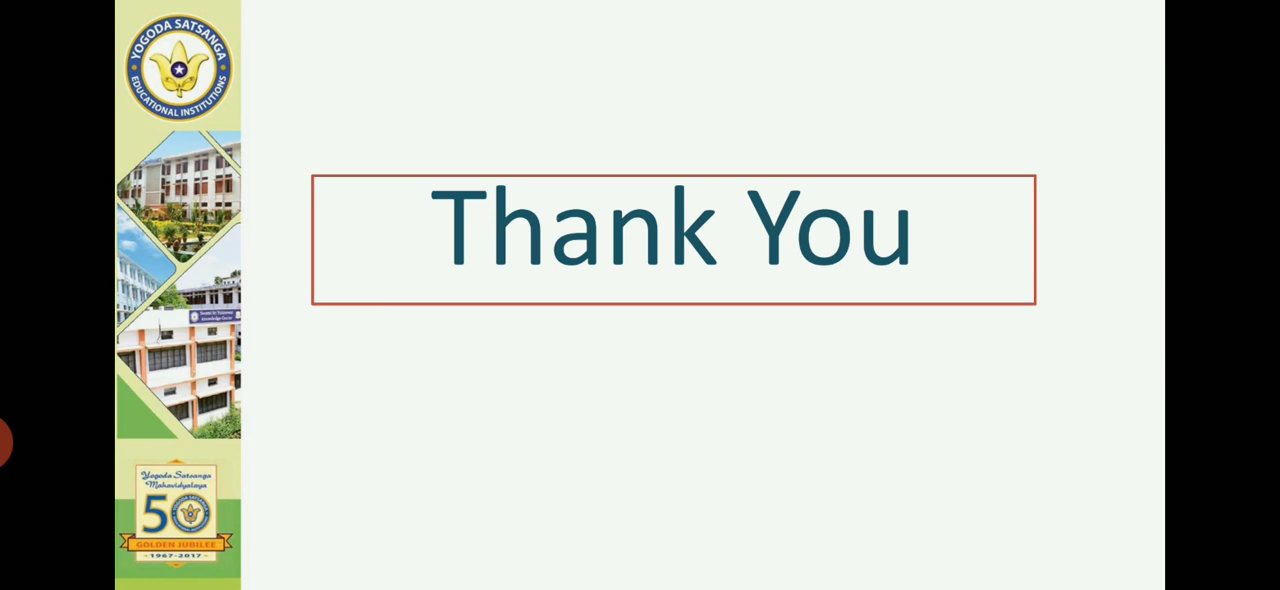 YOGODA SATSANGA
EDUCATIONAL INSTITUTIONS
Thank You
Yogoda Satsanga
Mahavidyalaya
50
GOLDEN JUBILEE
-1967-2017-